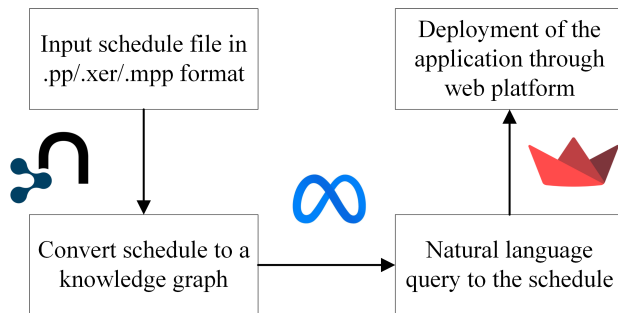 Input schedule file in
.pp/.xer/.mpp format
Convert schedule to a
knowledge graph
Natural language
query to the schedule
Deployment of the
application through
web platform